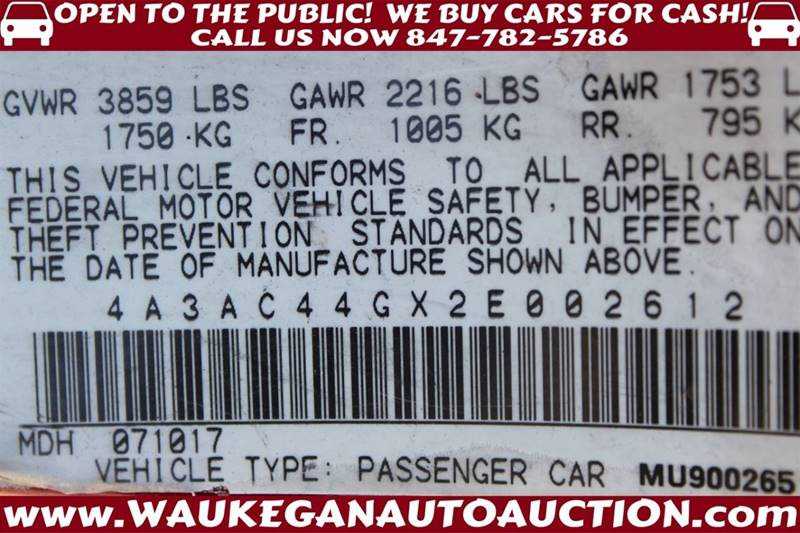 OPEN TO THE PUBLIC! WE BUY CARS FOR CASH!
CALL US NOW 847-782-5786
GVWR 3859 LBS GAWR 2216 LBS GAWR 1753 L
1750 KG FR. 1005 KG RR. 795 K
THIS VEHICLE CONFORMS TO ALL APPLICABLE
FEDERAL MOTOR VEHICLE SAFETY, BUMPER, AND
THEFT PREVENTION STANDARDS IN EFFECT ON
THE DATE OF MANUFACTURE SHOWN ABOVE.
4A3AC44GX2E002612
MDH 071017
VEHICLE TYPE: PASSENGER CAR MU900265
www.WAUKEGANAUTOAUCTION.com